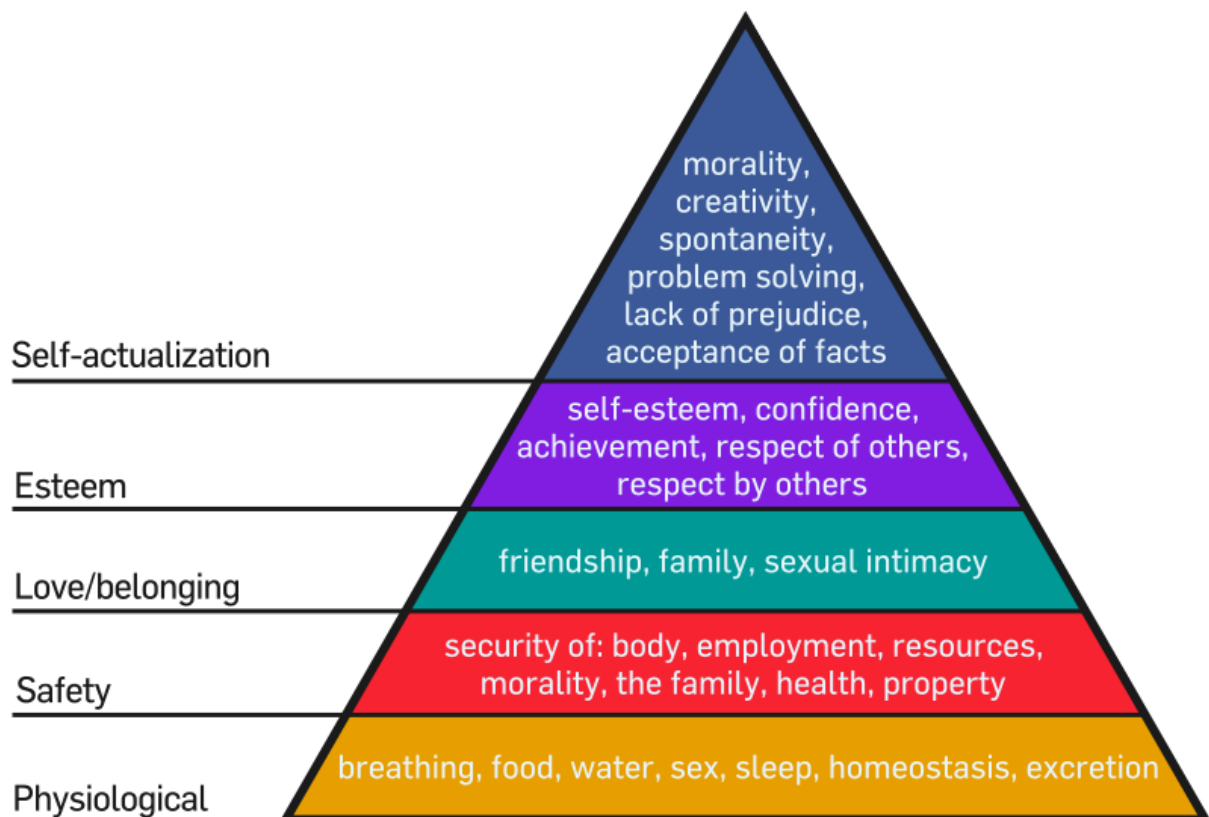 morality,
creativity,
spontaneity,
problem solving,
lack of prejudice,
acceptance of facts
Self-actualization
self-esteem, confidence,
achievement, respect of others,
respect by others
Esteem
friendship, family, sexual intimacy
Love/belonging
security of: body, employment, resources,
morality, the family, health, property
Safety
breathing, food, water, sex, sleep, homeostasis, excretion
Physiological